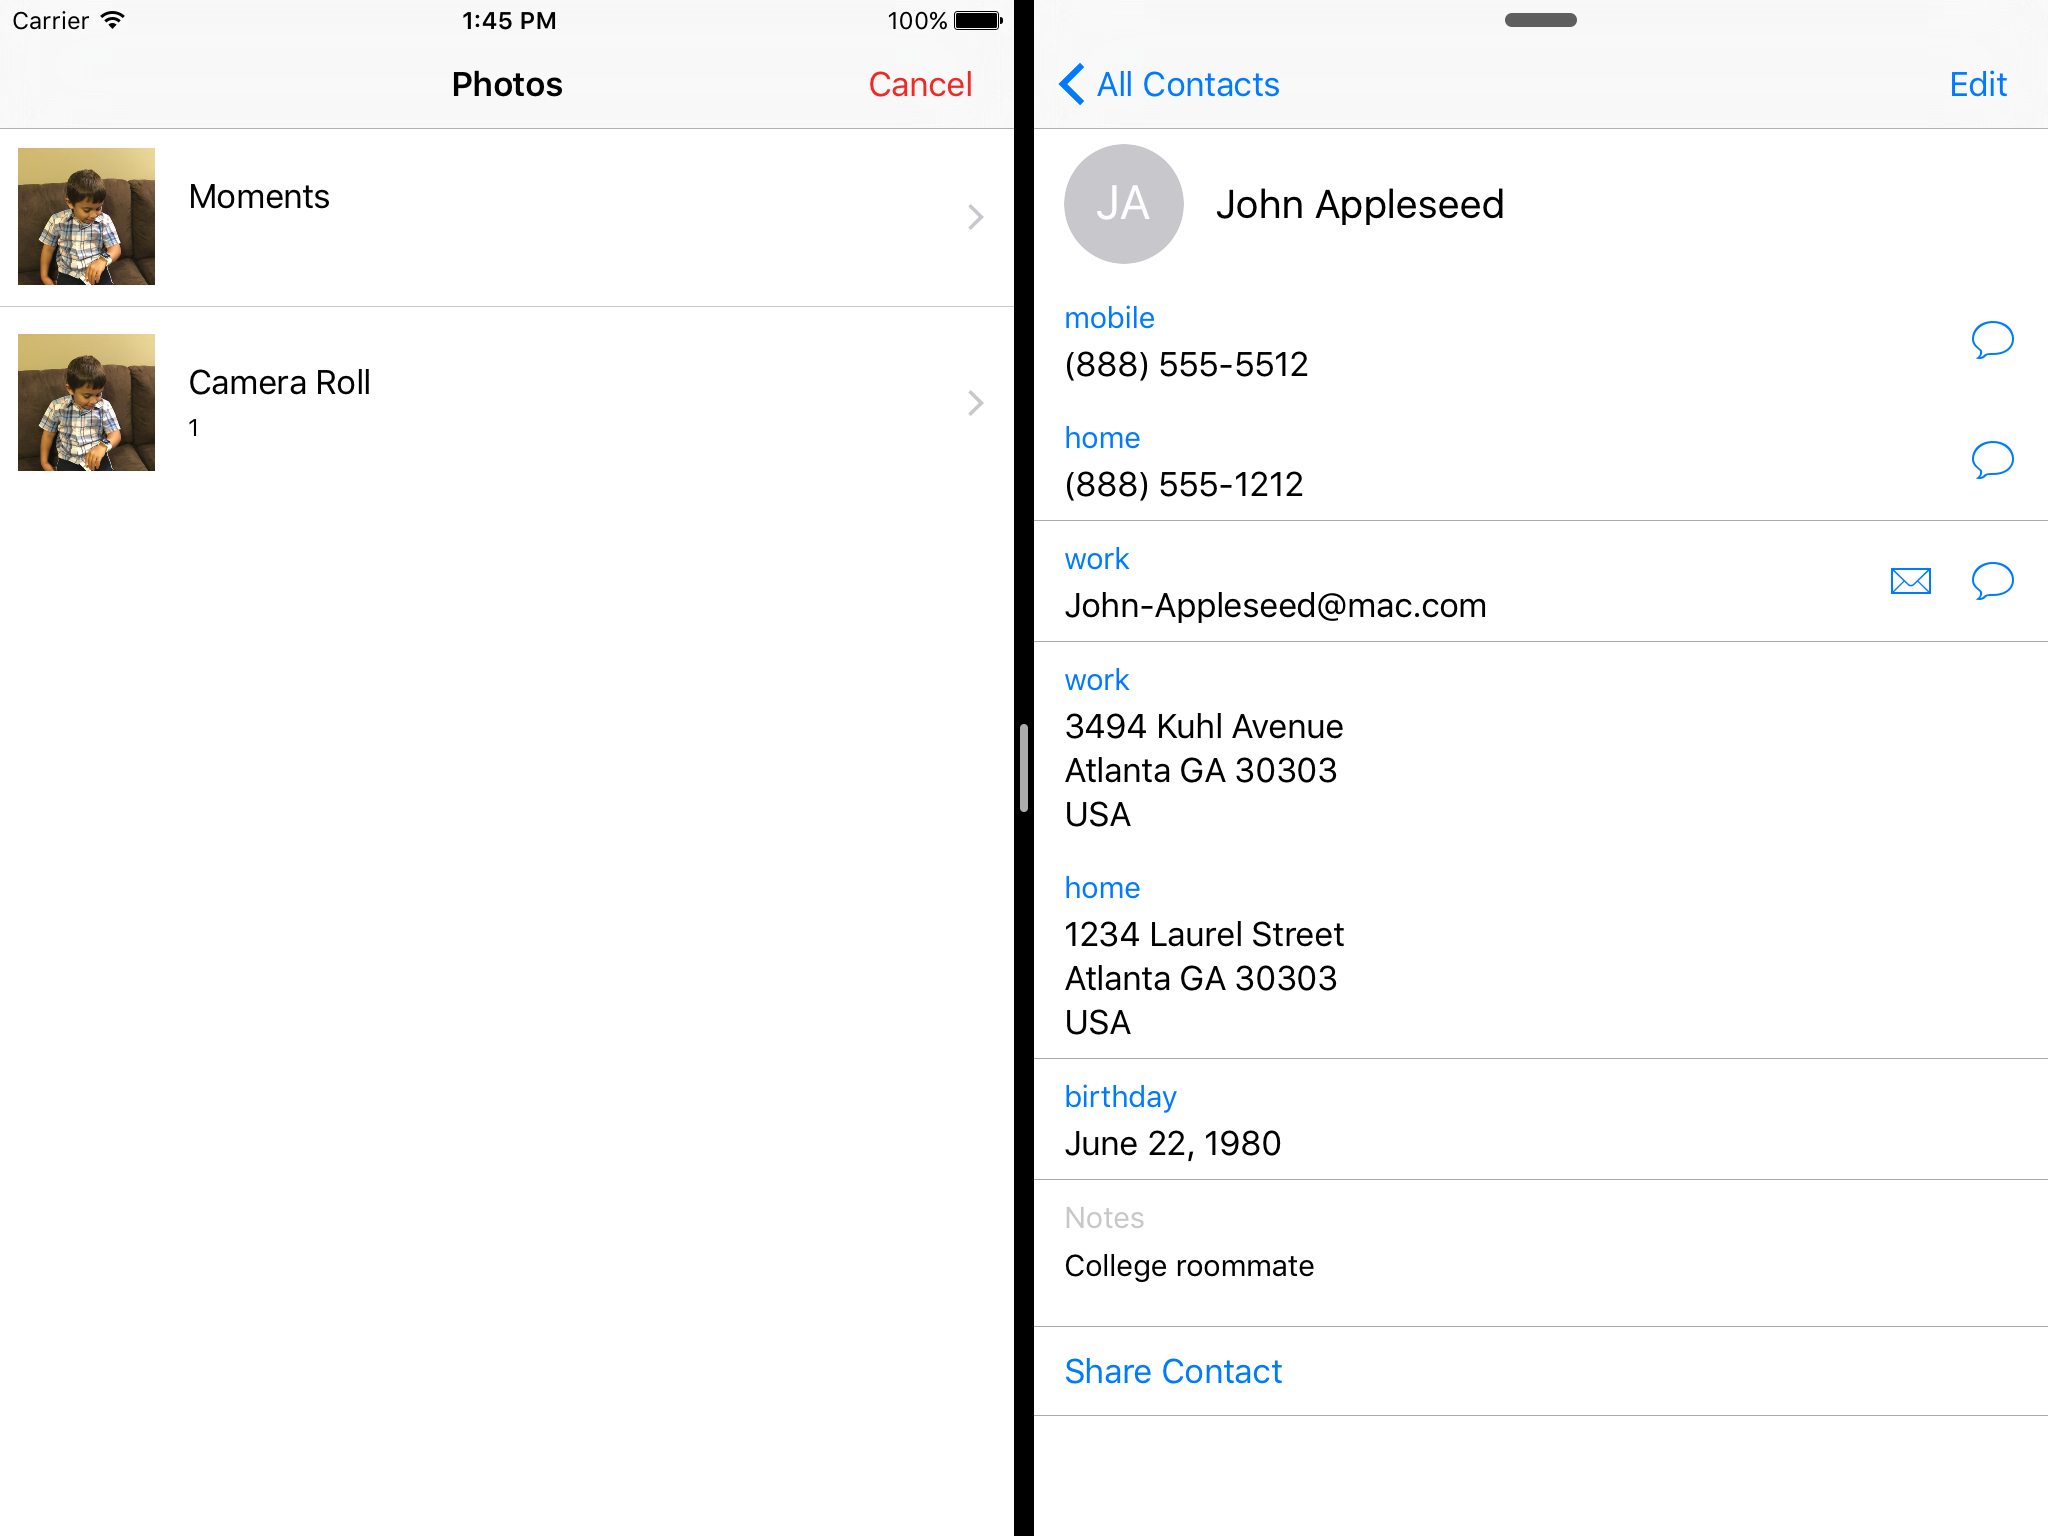 Carrier 1:45 PM 100%
Photos Cancel
Moments
Camera Roll
1
All Contacts Edit
JA John Appleseed
mobile
(888) 555-5512
home
(888) 555-1212
work
John-Appleseed@mac.com
work
3494 Kuhl Avenue
Atlanta GA 30303
USA
home
1234 Laurel Street
Atlanta GA 30303
USA
birthday
June 22, 1980
Notes
College roommate
Share Contact